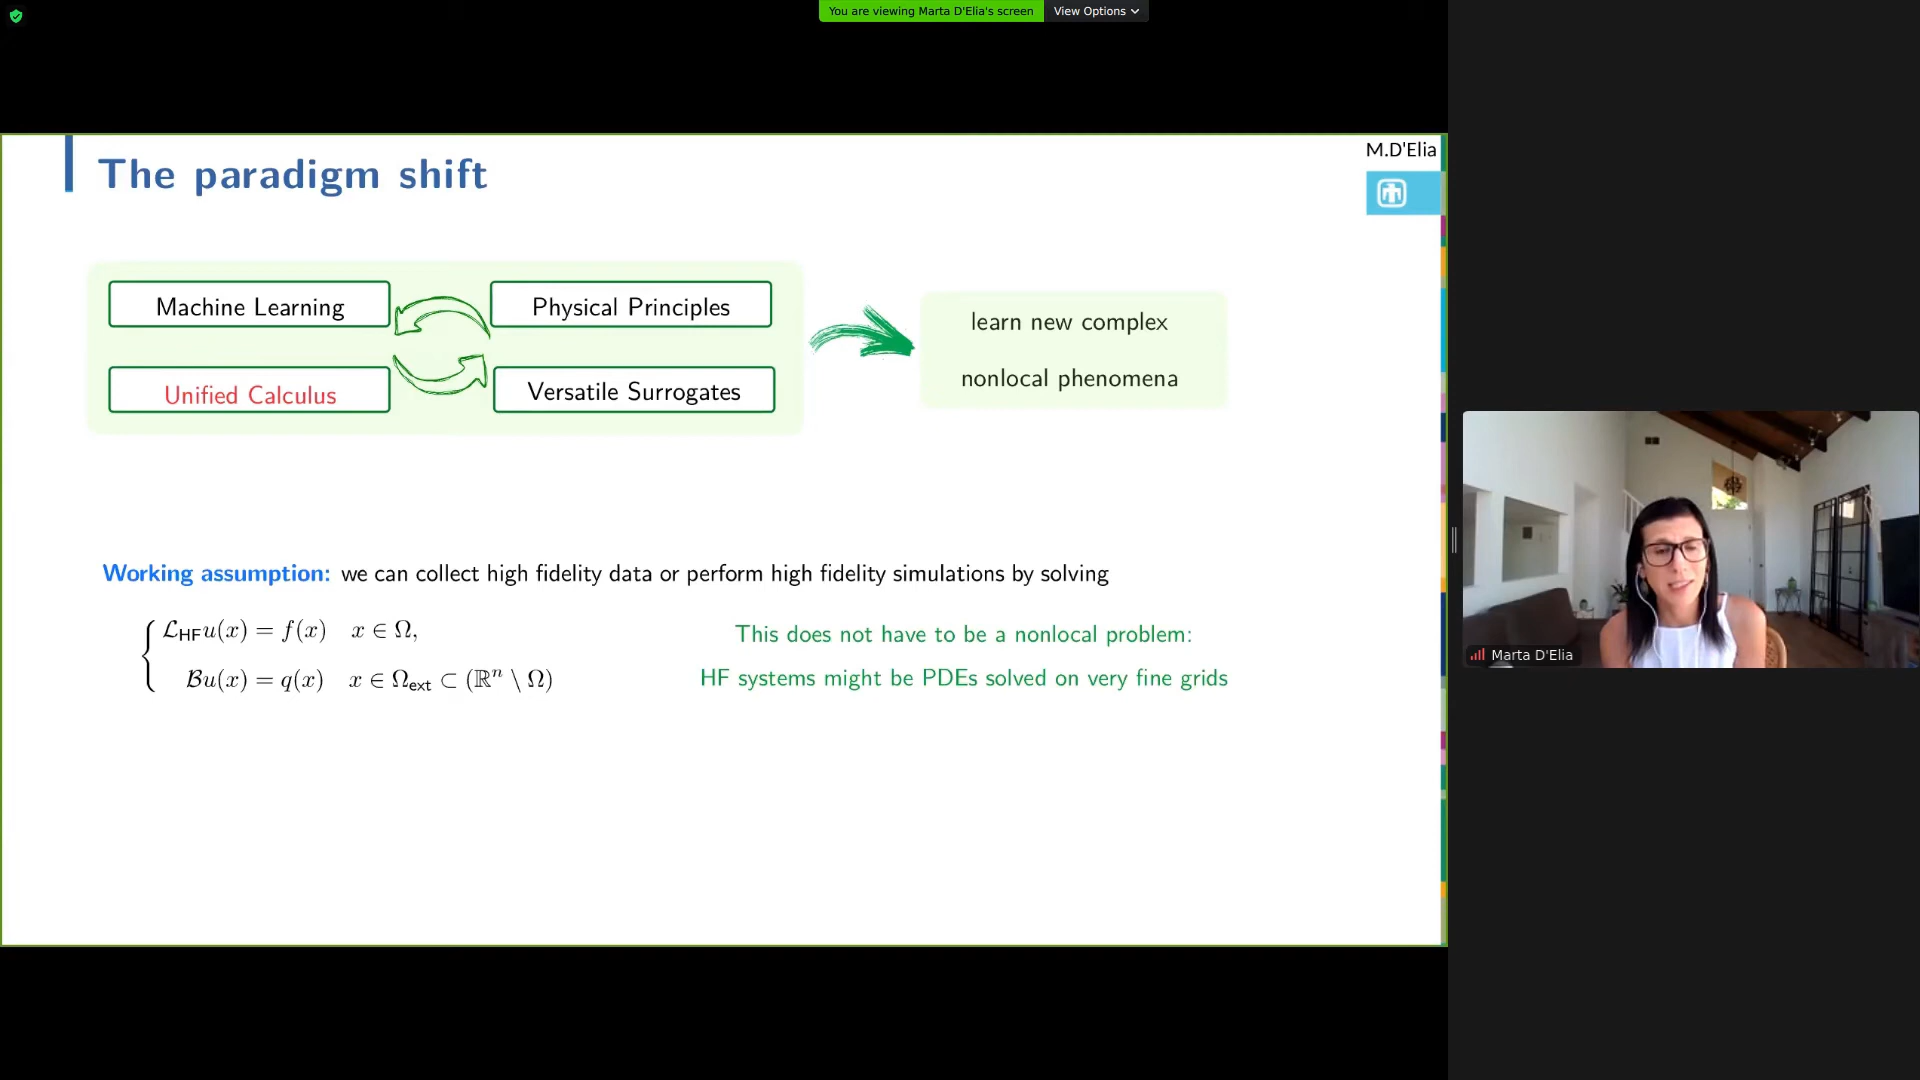 You are viewing Marta D'Elia's screen
View Options
The paradigm shift
M.D'Elia
Machine Learning
Physical Principles
Unified Calculus
Versatile Surrogates
learn new complex
nonlocal phenomena
Working assumption: we can collect high fidelity data or perform high fidelity simulations by solving
ℒ_HF u(x) = f(x)   x ∈ Ω,
ℬu(x) = q(x)   x ∈ Ω_ext ⊂ (ℝⁿ \ Ω)
This does not have to be a nonlocal problem:
HF systems might be PDEs solved on very fine grids
Marta D'Elia